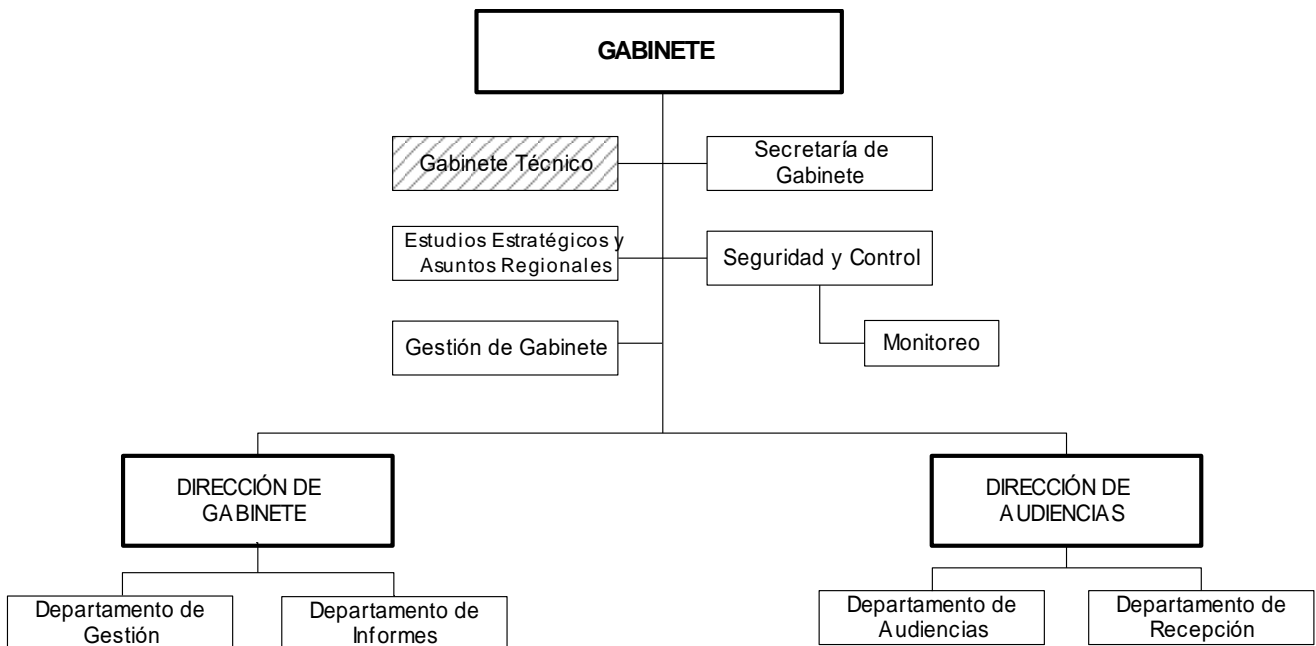 GABINETE
Gabinete Técnico
Secretaría de
Gabinete
Estudios Estratégicos y
Asuntos Regionales
Seguridad y Control
Gestión de Gabinete
Monitoreo
DIRECCIÓN DE
GABINETE
DIRECCIÓN DE
AUDIENCIAS
Departamento de
Gestión
Departamento de
Informes
Departamento de
Audiencias
Departamento de
Recepción